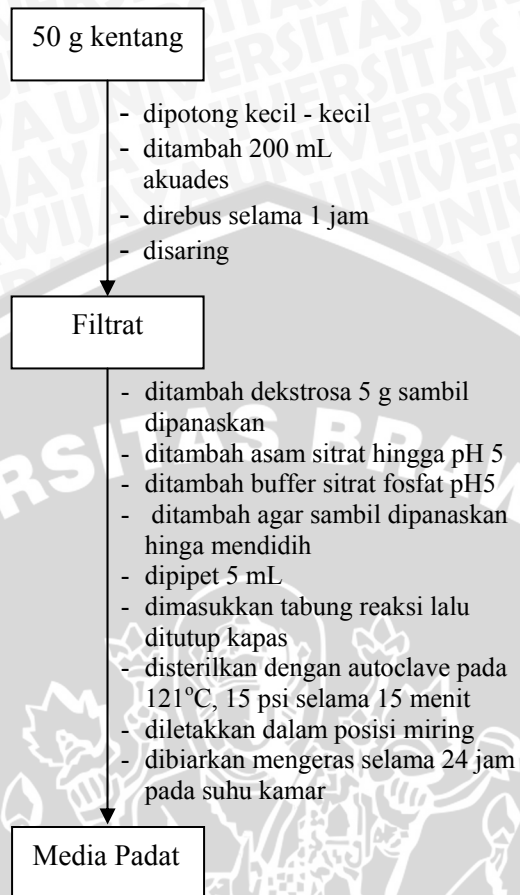 50 g kentang
- dipotong kecil - kecil
- ditambah 200 mL
akuades
- direbus selama 1 jam
- disaring
Filtrat
- ditambah dekstrosa 5 g sambil
dipanaskan
- ditambah asam sitrat hingga pH 5
- ditambah buffer sitrat fosfat pH5
- ditambah agar sambil dipanaskan
hinga mendidih
- dipipet 5 mL
- dimasukkan tabung reaksi lalu
ditutup kapas
- disterilkan dengan autoclave pada
121°C, 15 psi selama 15 menit
- diletakkan dalam posisi miring
- dibiarkan mengeras selama 24 jam
pada suhu kamar
Media Padat